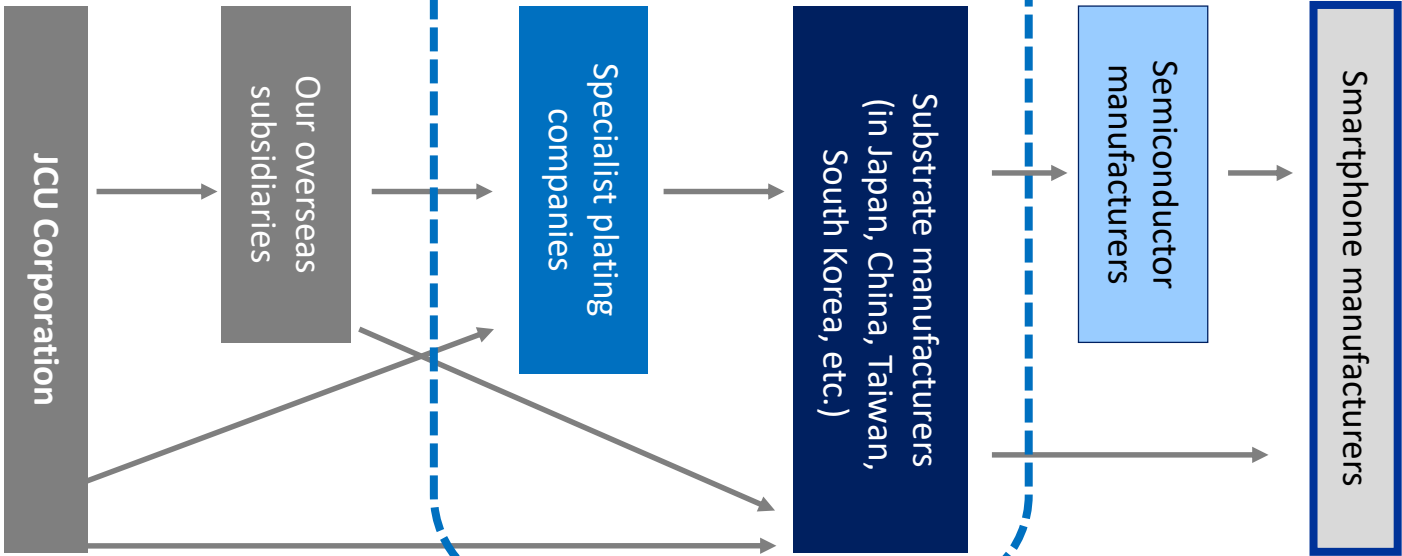 JCU Corporation
Our overseas
subsidiaries
Specialist plating
companies
Substrate manufacturers
(in Japan, China, Taiwan,
South Korea, etc.)
Semiconductor
manufacturers
Smartphone manufacturers